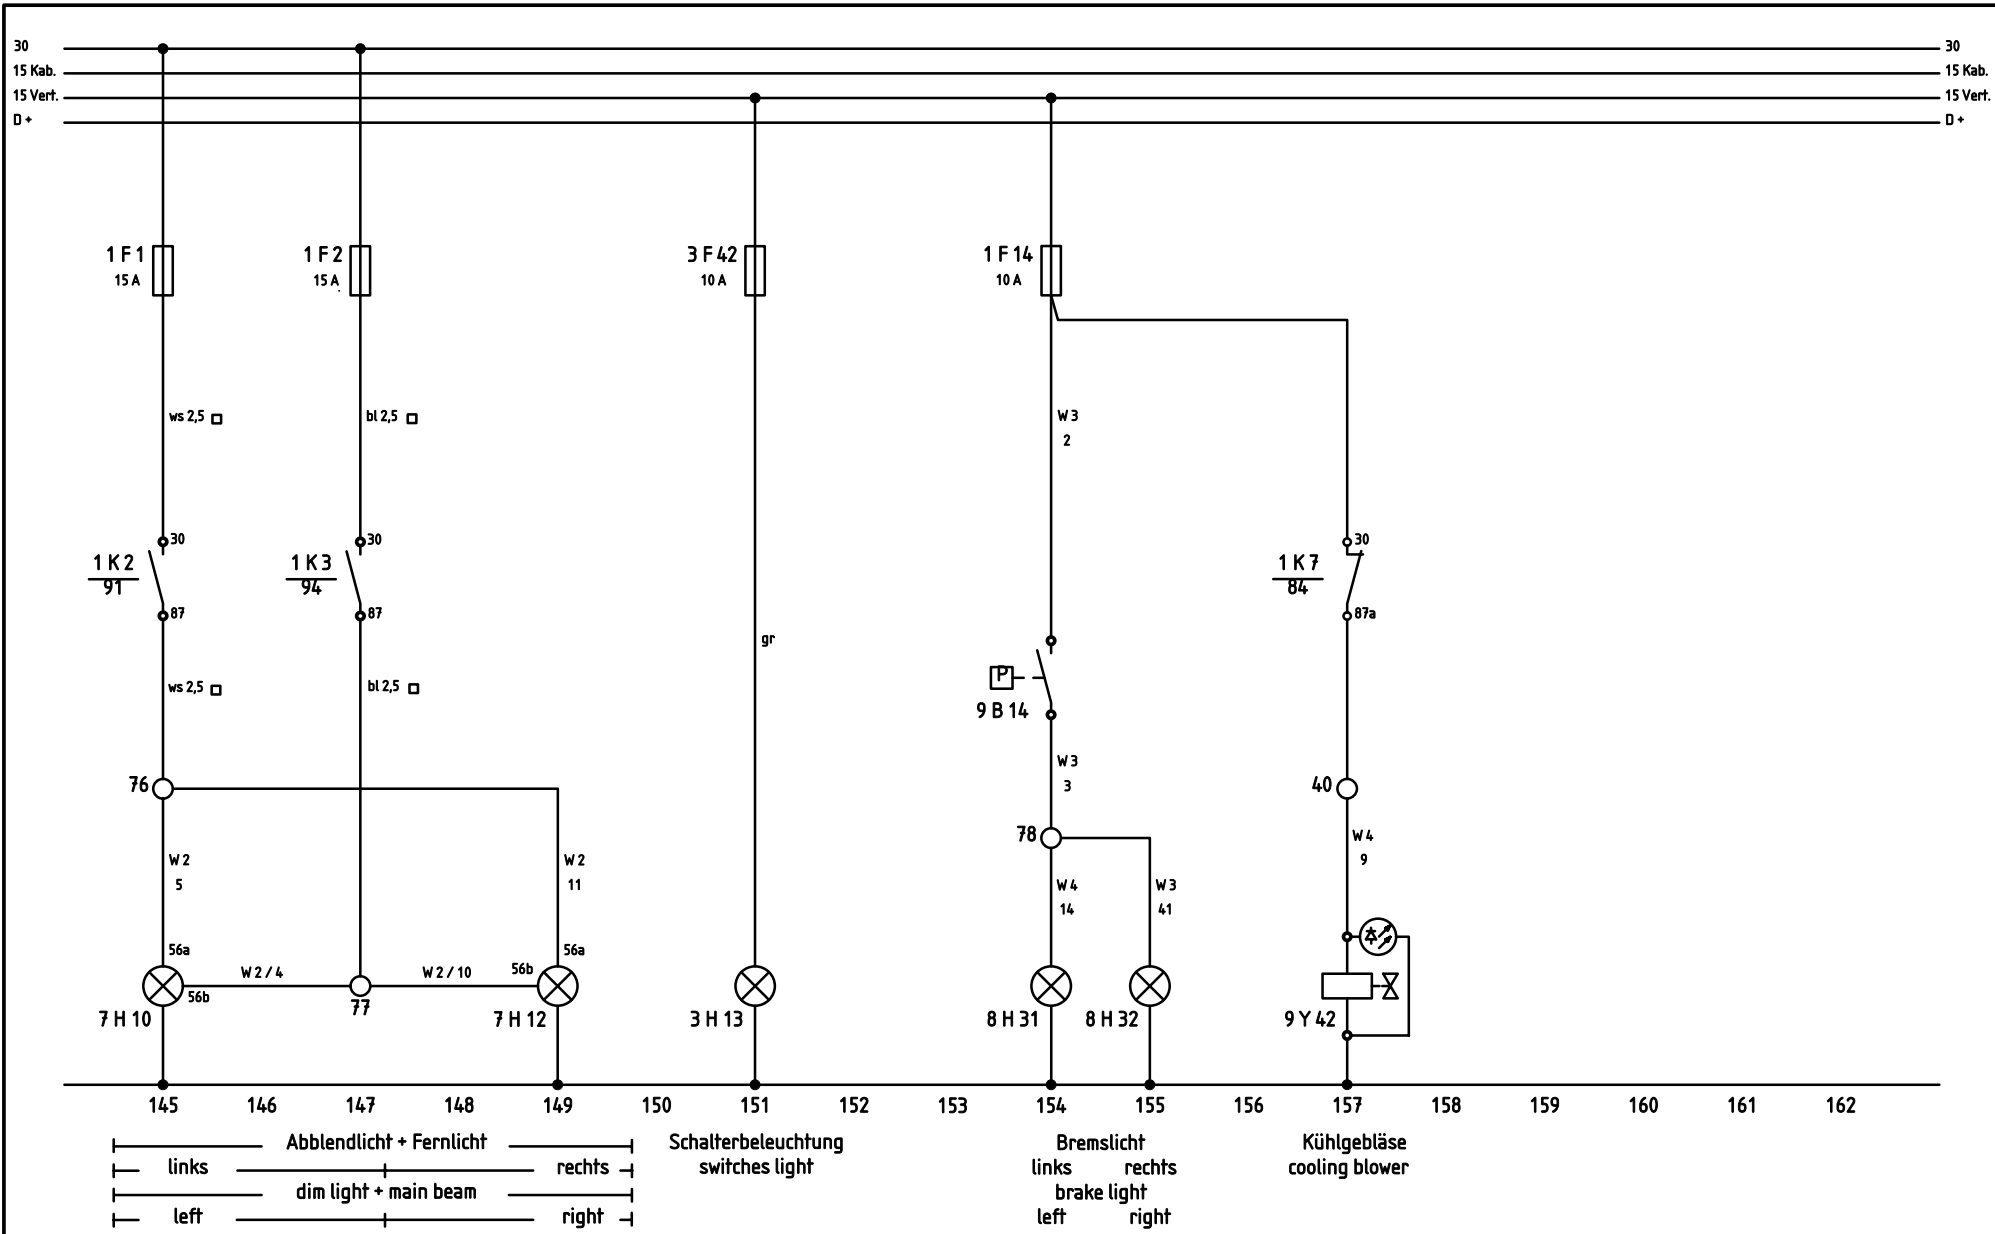 30 30
15 Kab. 15 Kab.
15 Vert. 15 Vert.
D + D +
1 F 1 1 F 2 3 F 42 1 F 14
15 A 15 A 10 A 10 A
ws 2,5 bl 2,5 W 3
2
30 30 30
1 K 2 1 K 3 1 K 7
91 94 84
87 87 87a
gr
P
ws 2,5 bl 2,5
9 B 14
W 3
76 3 40
78
W 4
9
W 2 W 2
5 11 W 4 W 3
14 41
56a 56a
W 2 / 4 W 2 / 10 56b
56b 77
7 H 10 7 H 12 3 H 13 8 H 31 8 H 32 9 Y 42
145 146 147 148 149 150 151 152 153 154 155 156 157 158 159 160 161 162
Abblendlicht + Fernlicht Schalterbeleuchtung Bremslicht Kühlgebläse
links rechts switches light links rechts cooling blower
dim light + main beam brake light
left right left right